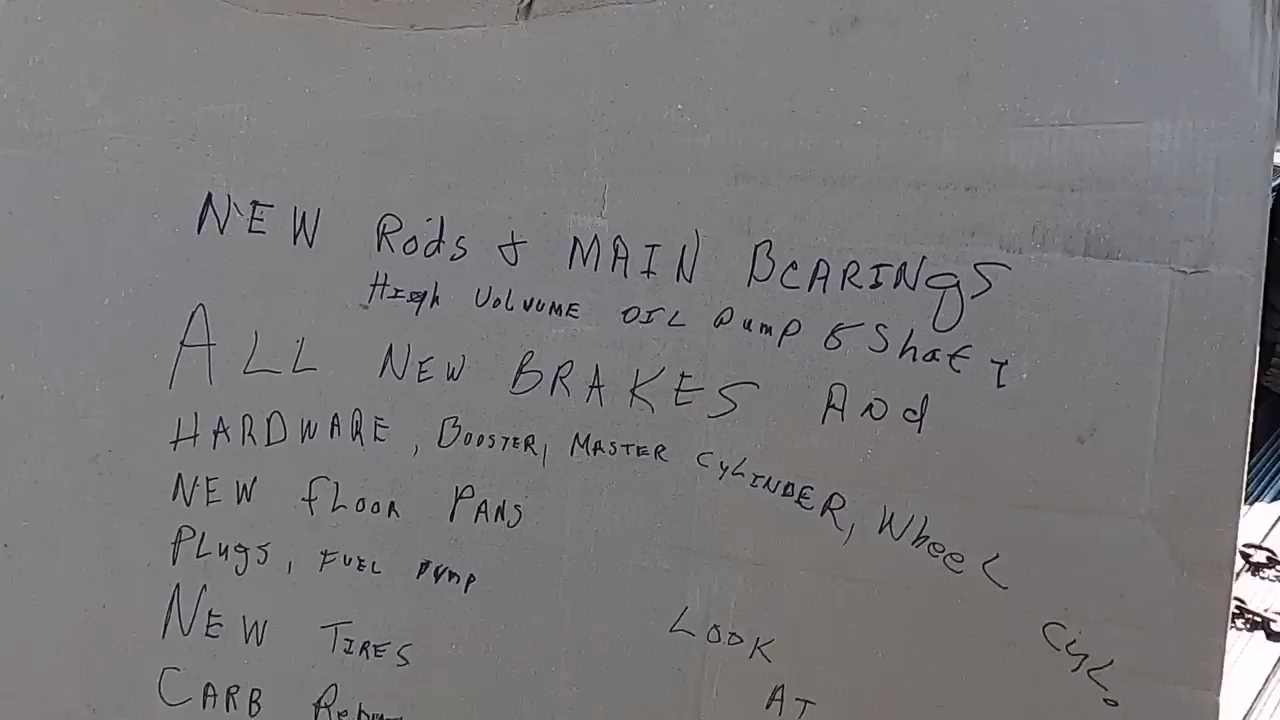 NEW Rods & MAIN BEARINgS
High VOLVUME OIL Pump & Shaft
ALL NEW BRAKES AND
HARDWARE, BOOSTER, MASTER CyLINDER, WheeL CyL.
NEW fLOOR PANS
PLugS, FUEL PUMP
NEW TIRES
LOOK
AT
CARB